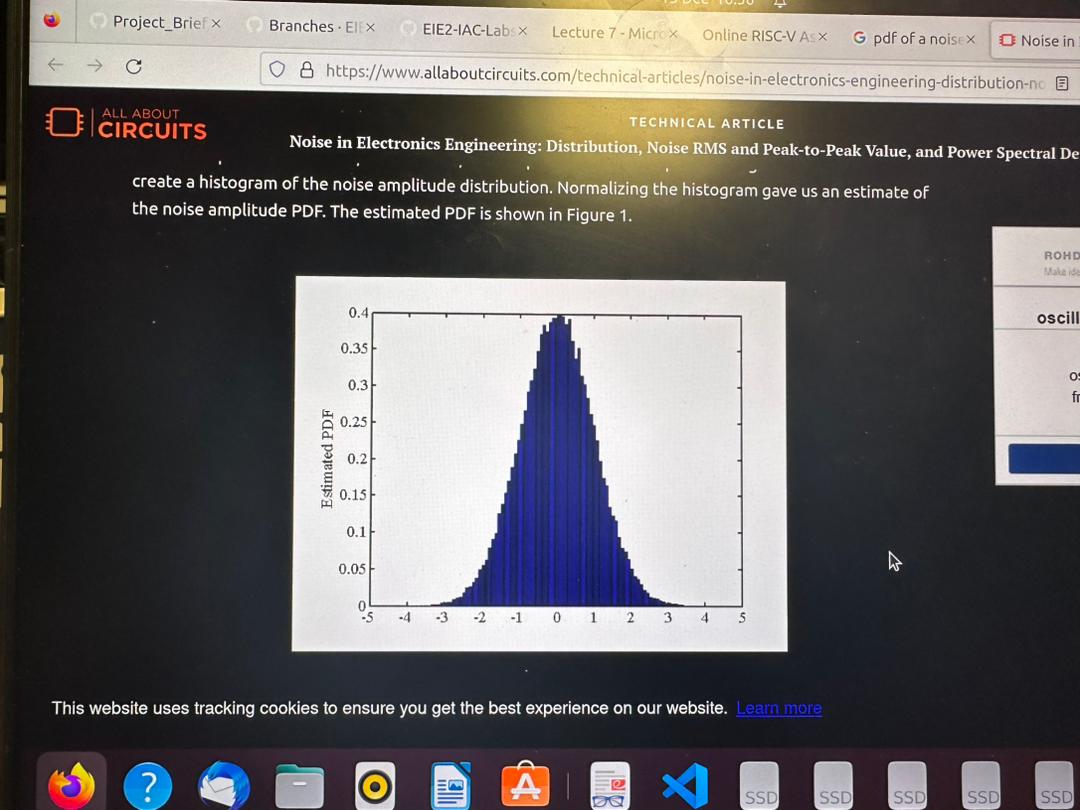 Project_Brief
Branches · EIE
EIE2-IAC-Labs
Lecture 7 - Micro
Online RISC-V As
pdf of a noise
Noise in
https://www.allaboutcircuits.com/technical-articles/noise-in-electronics-engineering-distribution-no
ALL ABOUT
CIRCUITS
TECHNICAL ARTICLE
Noise in Electronics Engineering: Distribution, Noise RMS and Peak-to-Peak Value, and Power Spectral De
create a histogram of the noise amplitude distribution. Normalizing the histogram gave us an estimate of
the noise amplitude PDF. The estimated PDF is shown in Figure 1.
ROHD
Make ide
oscill
os
fr
Estimated PDF
0.4
0.35
0.3
0.25
0.2
0.15
0.1
0.05
0
-5 -4 -3 -2 -1 0 1 2 3 4 5
This website uses tracking cookies to ensure you get the best experience on our website. Learn more
SSD SSD SSD SSD SSD